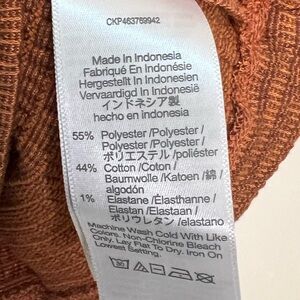 CKP463769942
Made In Indonesia
Fabriqué En Indonésie
Hergestellt In Indonesien
Vervaardigd In Indonesië
インドネシア製
hecho en indonesia
55% Polyester /Polyester /
Polyester /Polyester /
ポリエステル /poliéster
44% Cotton /Coton /
Baumwolle /Katoen /綿 /
algodón
1% Elastane /Élasthanne /
Elastan /Elastaan /
ポリウレタン /elastano
Machine Wash Cold With Like
Colors. Non-Chlorine Bleach
Only. Lay Flat To Dry. Iron On
Lowest Setting.
30